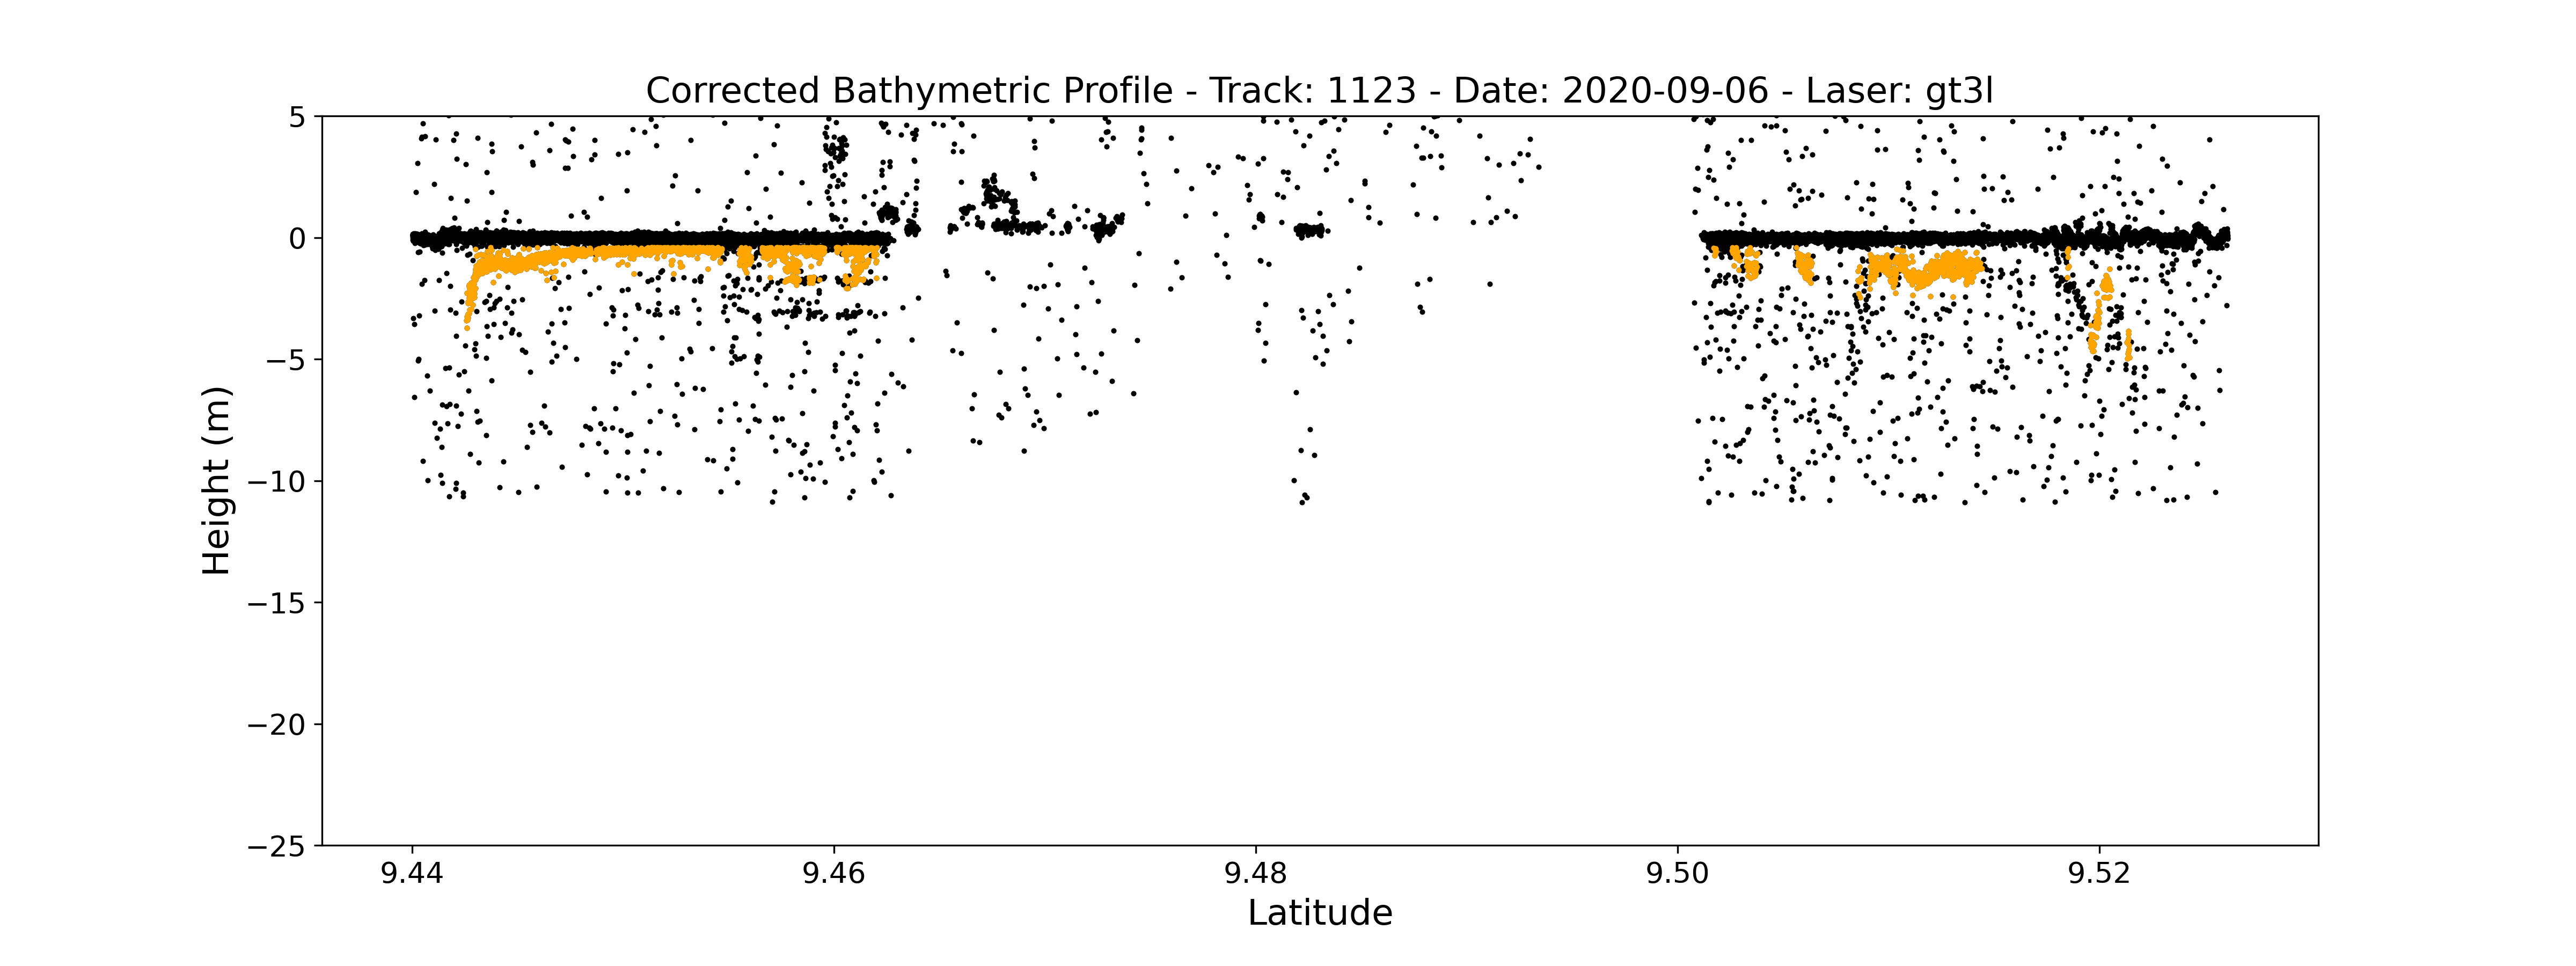 Corrected Bathymetric Profile - Track: 1123 - Date: 2020-09-06 - Laser: gt3l
5
0
−5
−10
−15
−20
−25
Height (m)
9.44 9.46 9.48 9.50 9.52
Latitude